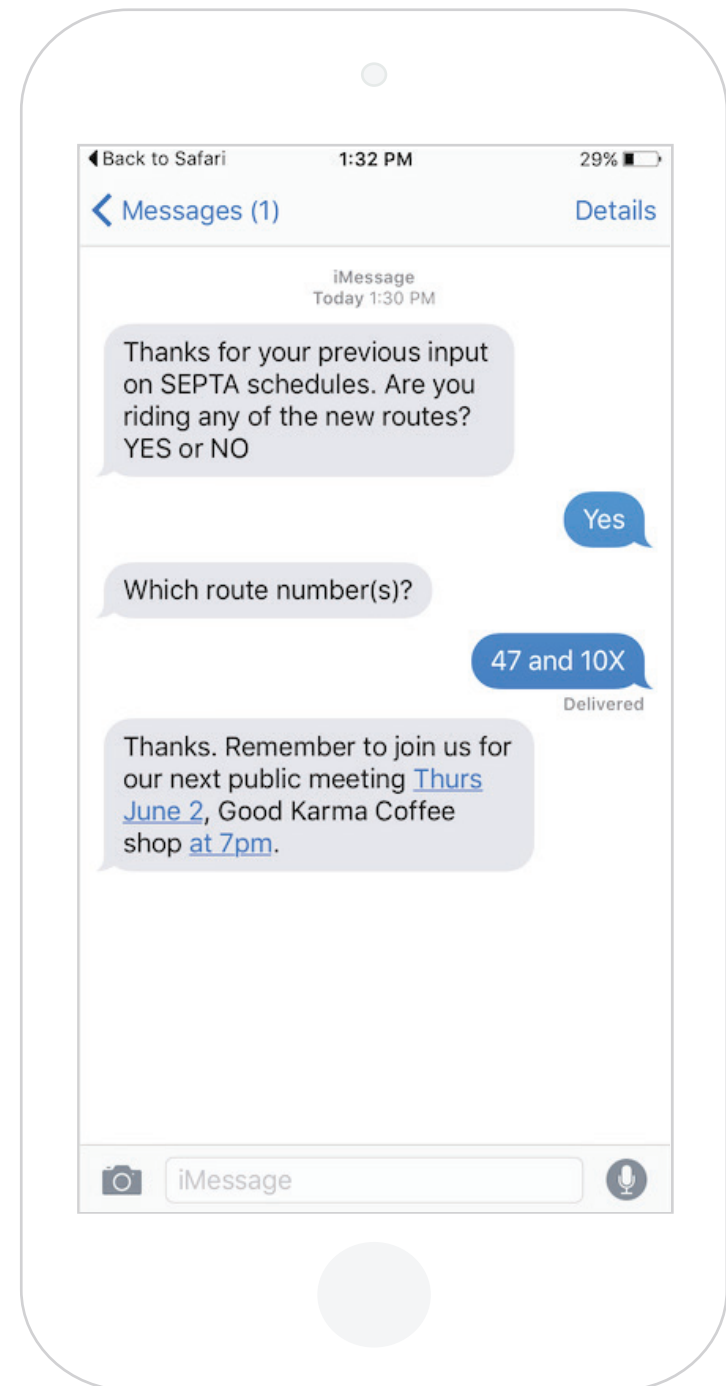 Back to Safari 1:32 PM 29%
Messages (1) Details
iMessage
Today 1:30 PM
Thanks for your previous input
on SEPTA schedules. Are you
riding any of the new routes?
YES or NO
Yes
Which route number(s)?
47 and 10X
Delivered
Thanks. Remember to join us for
our next public meeting Thurs
June 2, Good Karma Coffee
shop at 7pm.
iMessage